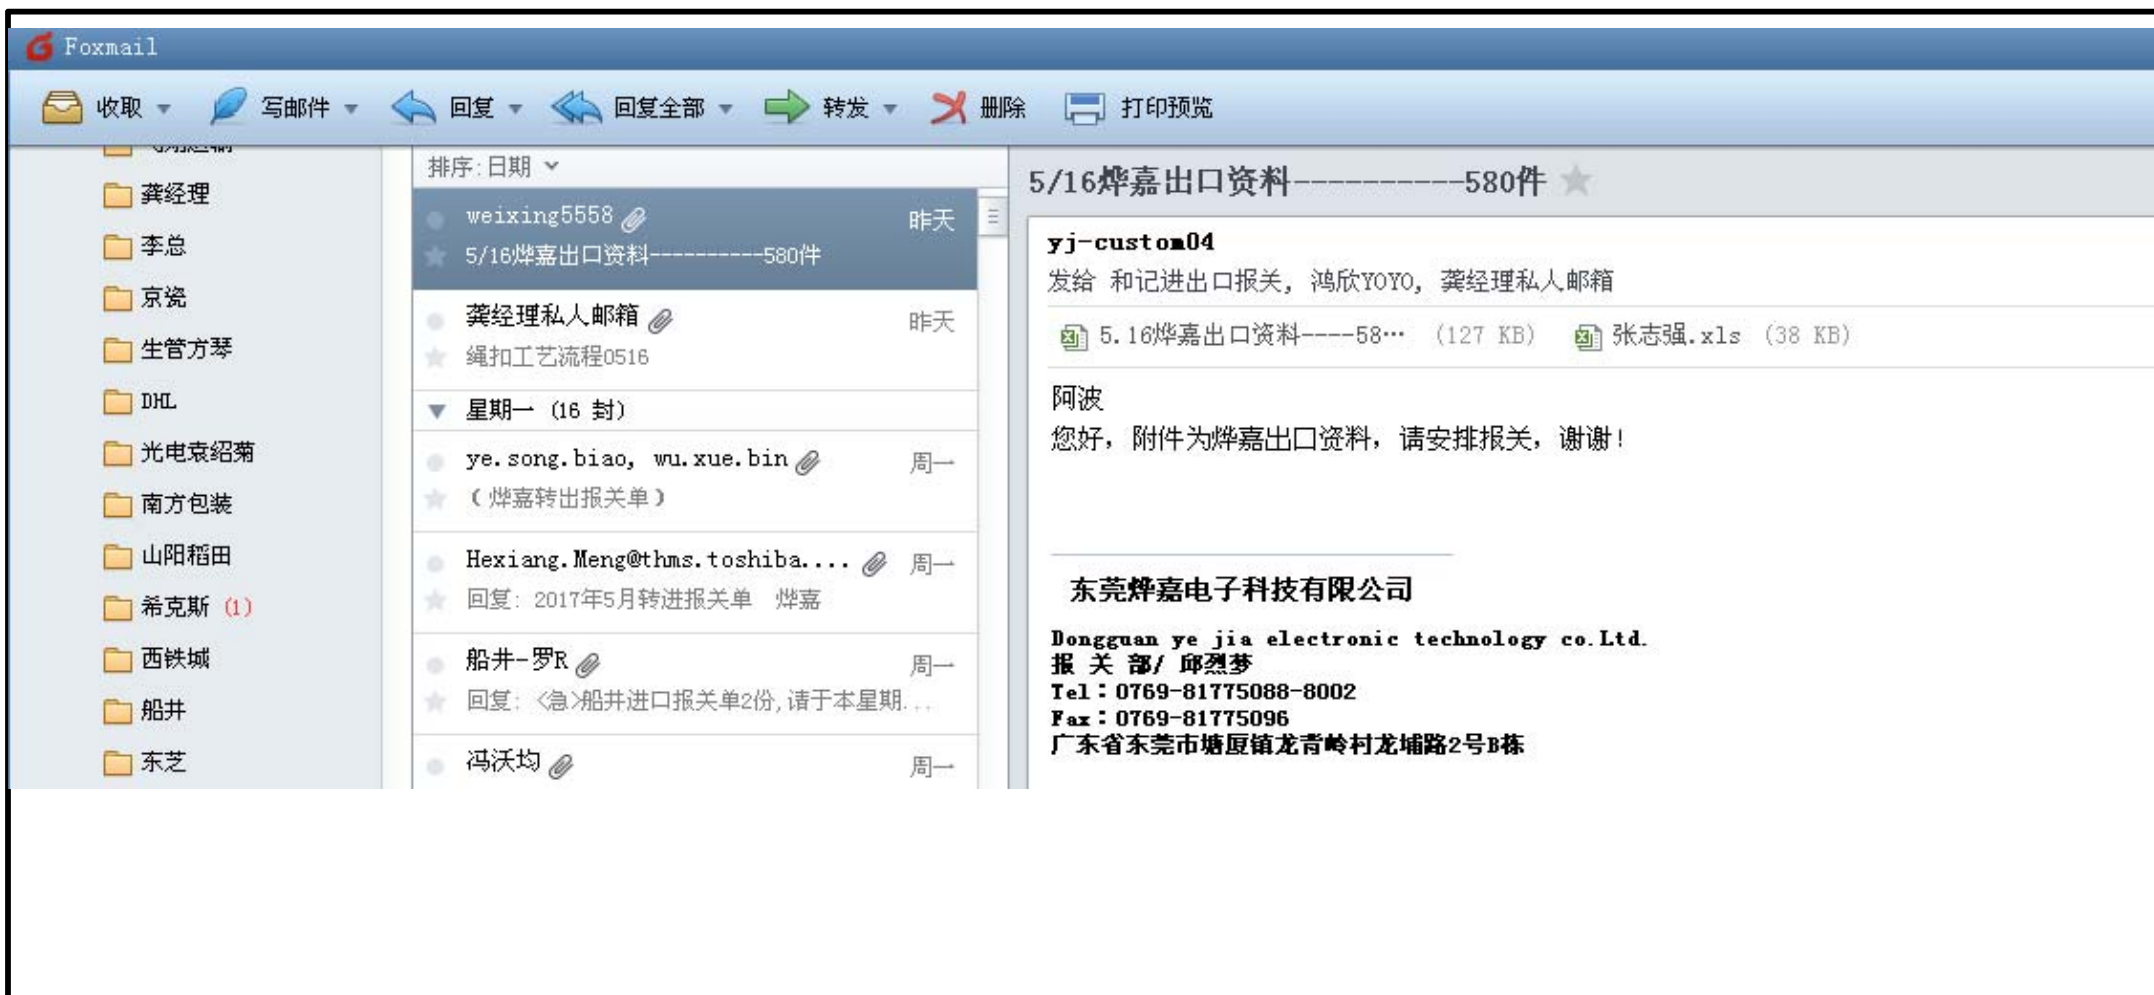 Foxmail
收取 写邮件 回复 回复全部 转发 删除 打印预览
龚经理
李总
京瓷
生管方琴
DHL
光电袁绍菊
南方包装
山阳稻田
希克斯 (1)
西铁城
船井
东芝
排序:日期
weixing5558 昨天
5/16烨嘉出口资料----------580件
龚经理私人邮箱 昨天
绳扣工艺流程0516
星期一 (16 封)
ye.song.biao, wu.xue.bin 周一
（烨嘉转出报关单）
Hexiang.Meng@thms.toshiba.... 周一
回复: 2017年5月转进报关单 烨嘉
船井-罗R 周一
回复: <急>船井进口报关单2份,请于本星期...
冯沃均 周一
5/16烨嘉出口资料----------580件
yj-custom04
发给 和记进出口报关, 鸿欣YOYO, 龚经理私人邮箱
5.16烨嘉出口资料----58… (127 KB) 张志强.xls (38 KB)
阿波
您好，附件为烨嘉出口资料，请安排报关，谢谢！
东莞烨嘉电子科技有限公司
Dongguan ye jia electronic technology co.Ltd.
报 关 部/ 邱烈梦
Tel：0769-81775088-8002
Fax：0769-81775096
广东省东莞市塘厦镇龙背岭村龙埔路2号B栋